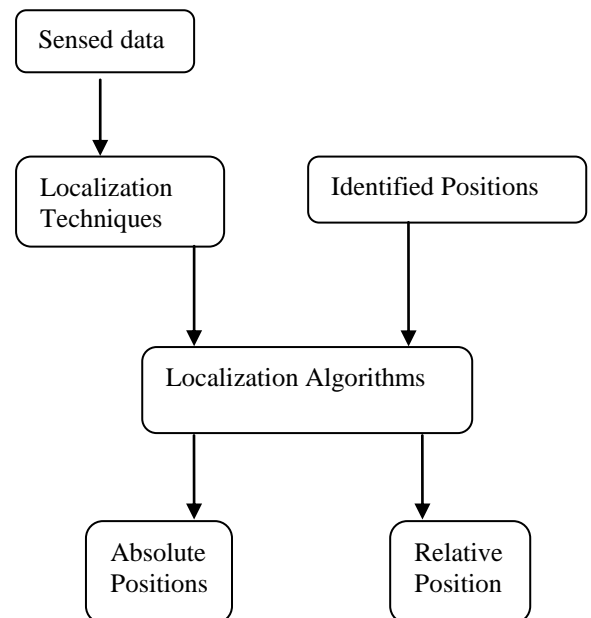 Sensed data
Localization
Techniques
Identified Positions
Localization Algorithms
Absolute
Positions
Relative
Position